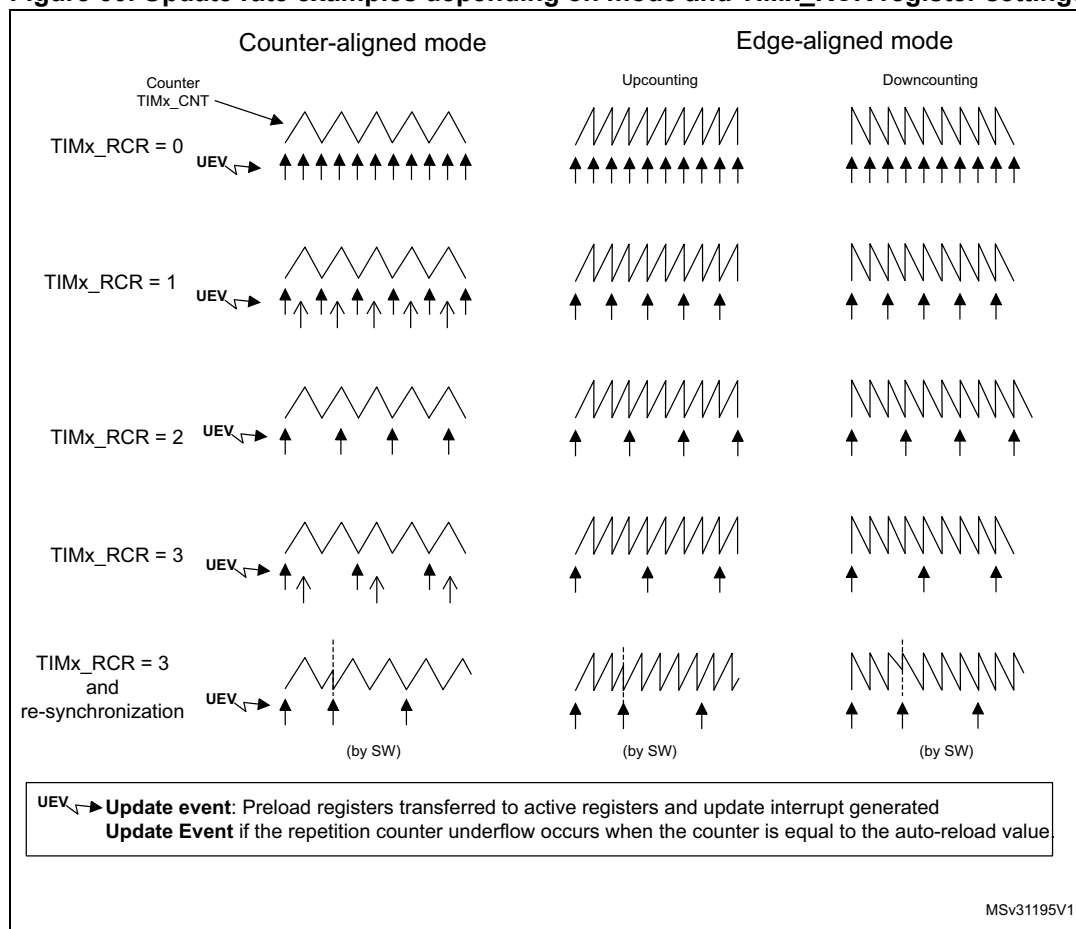 Counter-aligned mode
Edge-aligned mode
Counter
TIMx_CNT
Upcounting
Downcounting
TIMx_RCR = 0
UEV
TIMx_RCR = 1
UEV
TIMx_RCR = 2
UEV
TIMx_RCR = 3
UEV
TIMx_RCR = 3
and
re-synchronization
UEV
(by SW)
(by SW)
(by SW)
UEV Update event: Preload registers transferred to active registers and update interrupt generated
Update Event if the repetition counter underflow occurs when the counter is equal to the auto-reload value.
MSv31195V1